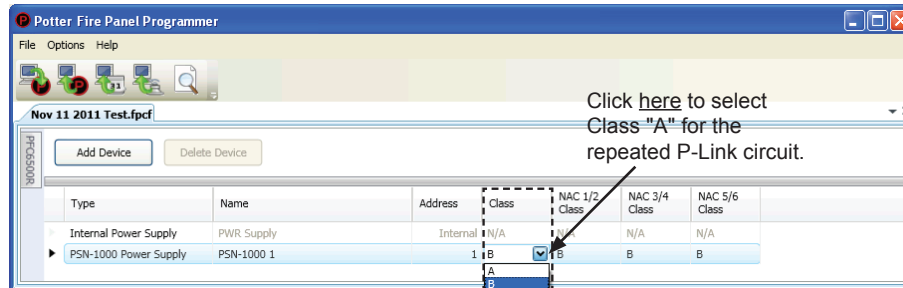 Potter Fire Panel Programmer
File Options Help
Nov 11 2011 Test.fpcf
Click here to select
Class "A" for the
repeated P-Link circuit.
PFC6500R
Add Device Delete Device
Type Name Address Class NAC 1/2 Class NAC 3/4 Class NAC 5/6 Class
Internal Power Supply PWR Supply Internal N/A N/A N/A N/A
PSN-1000 Power Supply PSN-1000 1 1 B B B B
A
B